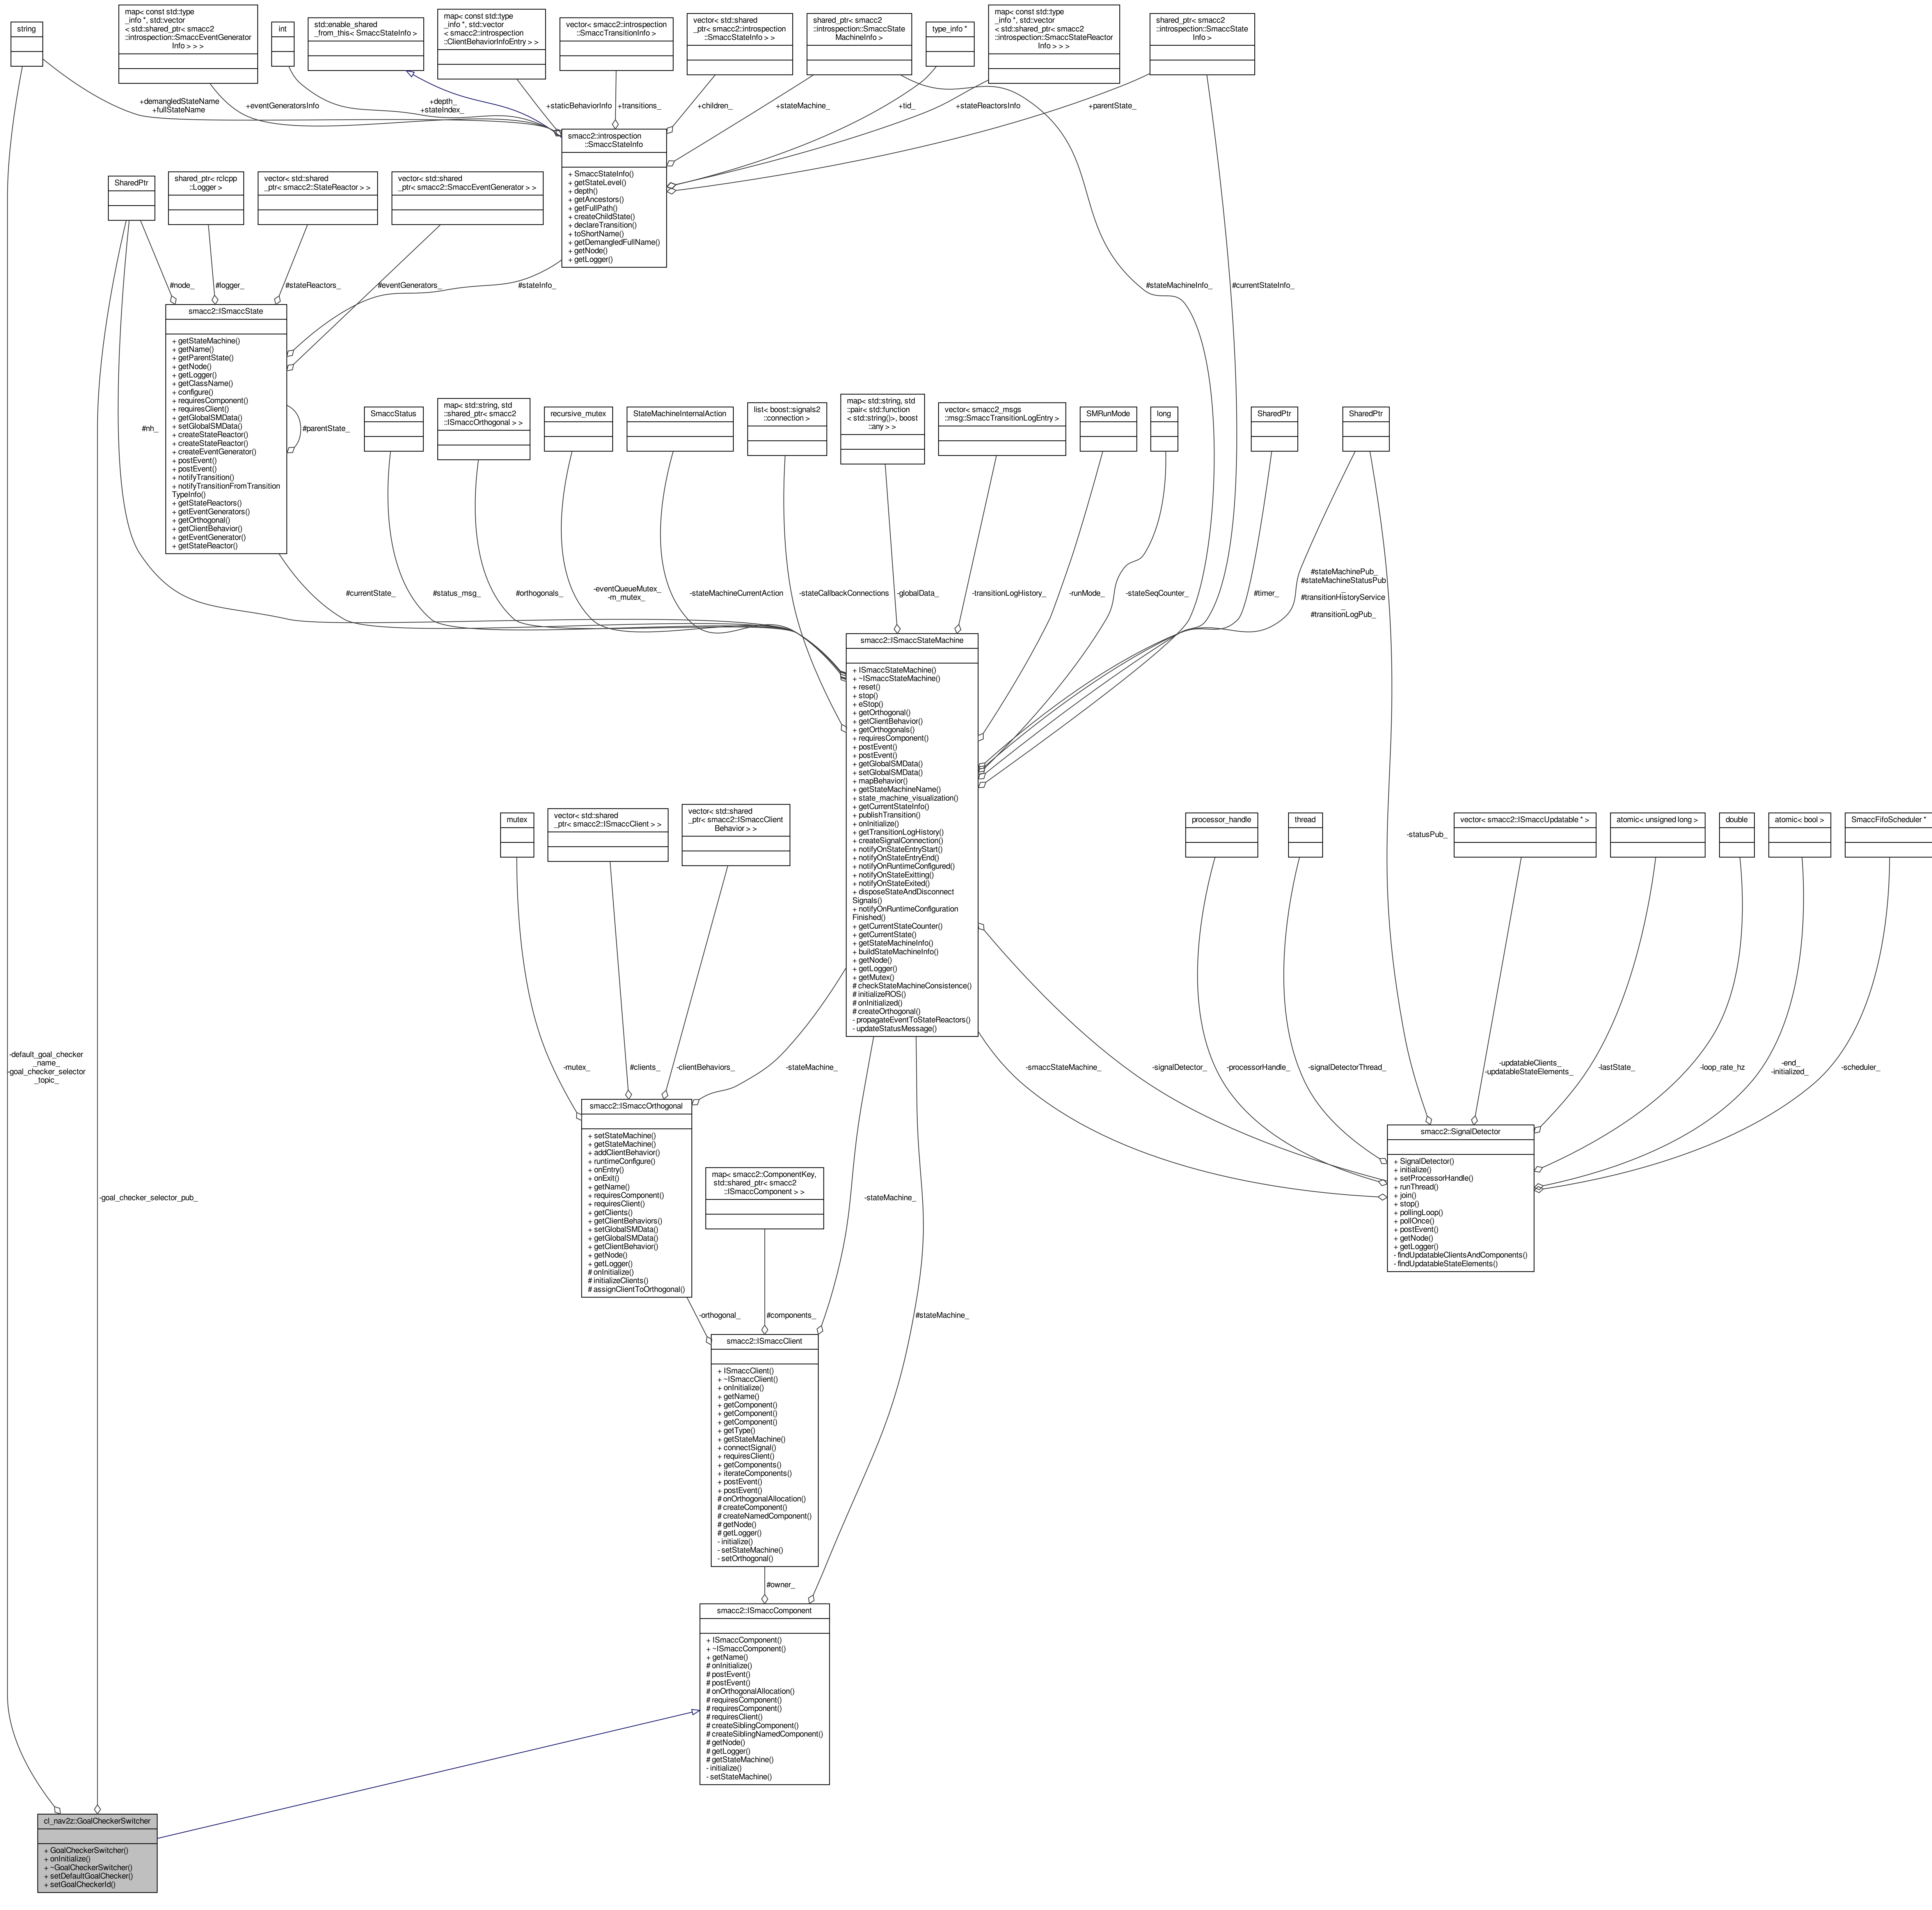 string
map< const std::type
_info *, std::vector
< std::shared_ptr< smacc2
::introspection::SmaccEventGenerator
Info > > >
int
std::enable_shared
_from_this< SmaccStateInfo >
map< const std::type
_info *, std::vector
< smacc2::introspection
::ClientBehaviorInfoEntry > >
vector< smacc2::introspection
::SmaccTransitionInfo >
vector< std::shared
_ptr< smacc2::introspection
::SmaccStateInfo > >
shared_ptr< smacc2
::introspection::SmaccState
MachineInfo >
type_info *
map< const std::type
_info *, std::vector
< std::shared_ptr< smacc2
::introspection::SmaccStateReactor
Info > > >
shared_ptr< smacc2
::introspection::SmaccState
Info >
+demangledStateName
+fullStateName
+eventGeneratorsInfo
+depth_
+stateIndex_
+staticBehaviorInfo
+transitions_
+children_
+stateMachine_
+tid_
+stateReactorsInfo
+parentState_
smacc2::introspection
::SmaccStateInfo
+ SmaccStateInfo()
+ getStateLevel()
+ depth()
+ getAncestors()
+ getFullPath()
+ createChildState()
+ declareTransition()
+ toShortName()
+ getDemangledFullName()
+ getNode()
+ getLogger()
SharedPtr
shared_ptr< rclcpp
::Logger >
vector< std::shared
_ptr< smacc2::StateReactor > >
vector< std::shared
_ptr< smacc2::SmaccEventGenerator > >
#node_
#logger_
#stateReactors_
#eventGenerators_
#stateInfo_
#stateMachineInfo_
#currentStateInfo_
smacc2::ISmaccState
+ getStateMachine()
+ getName()
+ getParentState()
+ getNode()
+ getLogger()
+ getClassName()
+ configure()
+ requiresComponent()
+ requiresClient()
+ getGlobalSMData()
+ setGlobalSMData()
+ createStateReactor()
+ createStateReactor()
+ createEventGenerator()
+ postEvent()
+ postEvent()
+ notifyTransition()
+ notifyTransitionFromTransition
TypeInfo()
+ getStateReactors()
+ getEventGenerators()
+ getOrthogonal()
+ getClientBehavior()
+ getEventGenerator()
+ getStateReactor()
#parentState_
#nh_
SmaccStatus
map< std::string, std
::shared_ptr< smacc2
::ISmaccOrthogonal > >
recursive_mutex
StateMachineInternalAction
list< boost::signals2
::connection >
map< std::string, std
::pair< std::function
< std::string()>, boost
::any > >
vector< smacc2_msgs
::msg::SmaccTransitionLogEntry >
SMRunMode
long
SharedPtr
SharedPtr
#currentState_
#status_msg_
#orthogonals_
-eventQueueMutex_
-m_mutex_
-stateMachineCurrentAction
-stateCallbackConnections
-globalData_
-transitionLogHistory_
-runMode_
-stateSeqCounter_
#timer_
#stateMachinePub_
#stateMachineStatusPub
_
#transitionHistoryService
_
#transitionLogPub_
smacc2::ISmaccStateMachine
+ ISmaccStateMachine()
+ ~ISmaccStateMachine()
+ reset()
+ stop()
+ eStop()
+ getOrthogonal()
+ getClientBehavior()
+ getOrthogonals()
+ requiresComponent()
+ postEvent()
+ postEvent()
+ getGlobalSMData()
+ setGlobalSMData()
+ mapBehavior()
+ getStateMachineName()
+ state_machine_visualization()
+ getCurrentStateInfo()
+ publishTransition()
+ onInitialize()
+ getTransitionLogHistory()
+ createSignalConnection()
+ notifyOnStateEntryStart()
+ notifyOnStateEntryEnd()
+ notifyOnRuntimeConfigured()
+ notifyOnStateExitting()
+ notifyOnStateExited()
+ disposeStateAndDisconnect
Signals()
+ notifyOnRuntimeConfiguration
Finished()
+ getCurrentStateCounter()
+ getCurrentState()
+ getStateMachineInfo()
+ buildStateMachineInfo()
+ getNode()
+ getLogger()
+ getMutex()
# checkStateMachineConsistence()
# initializeROS()
# onInitialized()
# createOrthogonal()
- propagateEventToStateReactors()
- updateStatusMessage()
mutex
vector< std::shared
_ptr< smacc2::ISmaccClient > >
vector< std::shared
_ptr< smacc2::ISmaccClient
Behavior > >
processor_handle
thread
-statusPub_
vector< smacc2::ISmaccUpdatable * >
atomic< unsigned long >
double
atomic< bool >
SmaccFifoScheduler *
-default_goal_checker
_name_
-goal_checker_selector
_topic_
-mutex_
#clients_
-clientBehaviors_
-stateMachine_
-smaccStateMachine_
-signalDetector_
-processorHandle_
-signalDetectorThread_
-updatableClients_
-updatableStateElements_
-lastState_
-loop_rate_hz
-end_
-initialized_
-scheduler_
smacc2::ISmaccOrthogonal
+ setStateMachine()
+ getStateMachine()
+ addClientBehavior()
+ runtimeConfigure()
+ onEntry()
+ onExit()
+ getName()
+ requiresComponent()
+ requiresClient()
+ getClients()
+ getClientBehaviors()
+ setGlobalSMData()
+ getGlobalSMData()
+ getClientBehavior()
+ getNode()
+ getLogger()
# onInitialize()
# initializeClients()
# assignClientToOrthogonal()
smacc2::SignalDetector
+ SignalDetector()
+ initialize()
+ setProcessorHandle()
+ runThread()
+ join()
+ stop()
+ pollingLoop()
+ pollOnce()
+ postEvent()
+ getNode()
+ getLogger()
- findUpdatableClientsAndComponents()
- findUpdatableStateElements()
map< smacc2::ComponentKey,
std::shared_ptr< smacc2
::ISmaccComponent > >
-goal_checker_selector_pub_
-stateMachine_
-orthogonal_
#components_
#stateMachine_
smacc2::ISmaccClient
+ ISmaccClient()
+ ~ISmaccClient()
+ onInitialize()
+ getName()
+ getComponent()
+ getComponent()
+ getComponent()
+ getType()
+ getStateMachine()
+ connectSignal()
+ requiresClient()
+ getComponents()
+ iterateComponents()
+ postEvent()
+ postEvent()
# onOrthogonalAllocation()
# createComponent()
# createNamedComponent()
# getNode()
# getLogger()
- initialize()
- setStateMachine()
- setOrthogonal()
#owner_
smacc2::ISmaccComponent
+ ISmaccComponent()
+ ~ISmaccComponent()
+ getName()
# onInitialize()
# postEvent()
# postEvent()
# onOrthogonalAllocation()
# requiresComponent()
# requiresComponent()
# requiresClient()
# createSiblingComponent()
# createSiblingNamedComponent()
# getNode()
# getLogger()
# getStateMachine()
- initialize()
- setStateMachine()
cl_nav2z::GoalCheckerSwitcher
+ GoalCheckerSwitcher()
+ onInitialize()
+ ~GoalCheckerSwitcher()
+ setDefaultGoalChecker()
+ setGoalCheckerId()